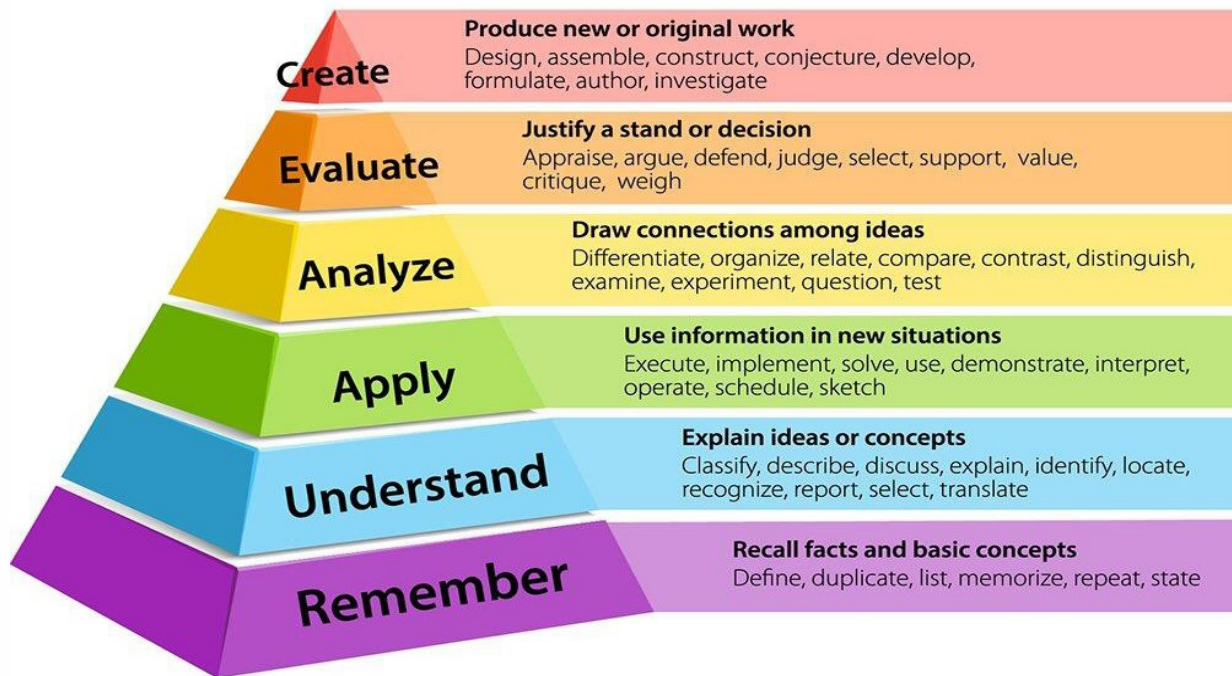 Create
Produce new or original work
Design, assemble, construct, conjecture, develop,
formulate, author, investigate
Evaluate
Justify a stand or decision
Appraise, argue, defend, judge, select, support, value,
critique, weigh
Analyze
Draw connections among ideas
Differentiate, organize, relate, compare, contrast, distinguish,
examine, experiment, question, test
Apply
Use information in new situations
Execute, implement, solve, use, demonstrate, interpret,
operate, schedule, sketch
Understand
Explain ideas or concepts
Classify, describe, discuss, explain, identify, locate,
recognize, report, select, translate
Remember
Recall facts and basic concepts
Define, duplicate, list, memorize, repeat, state